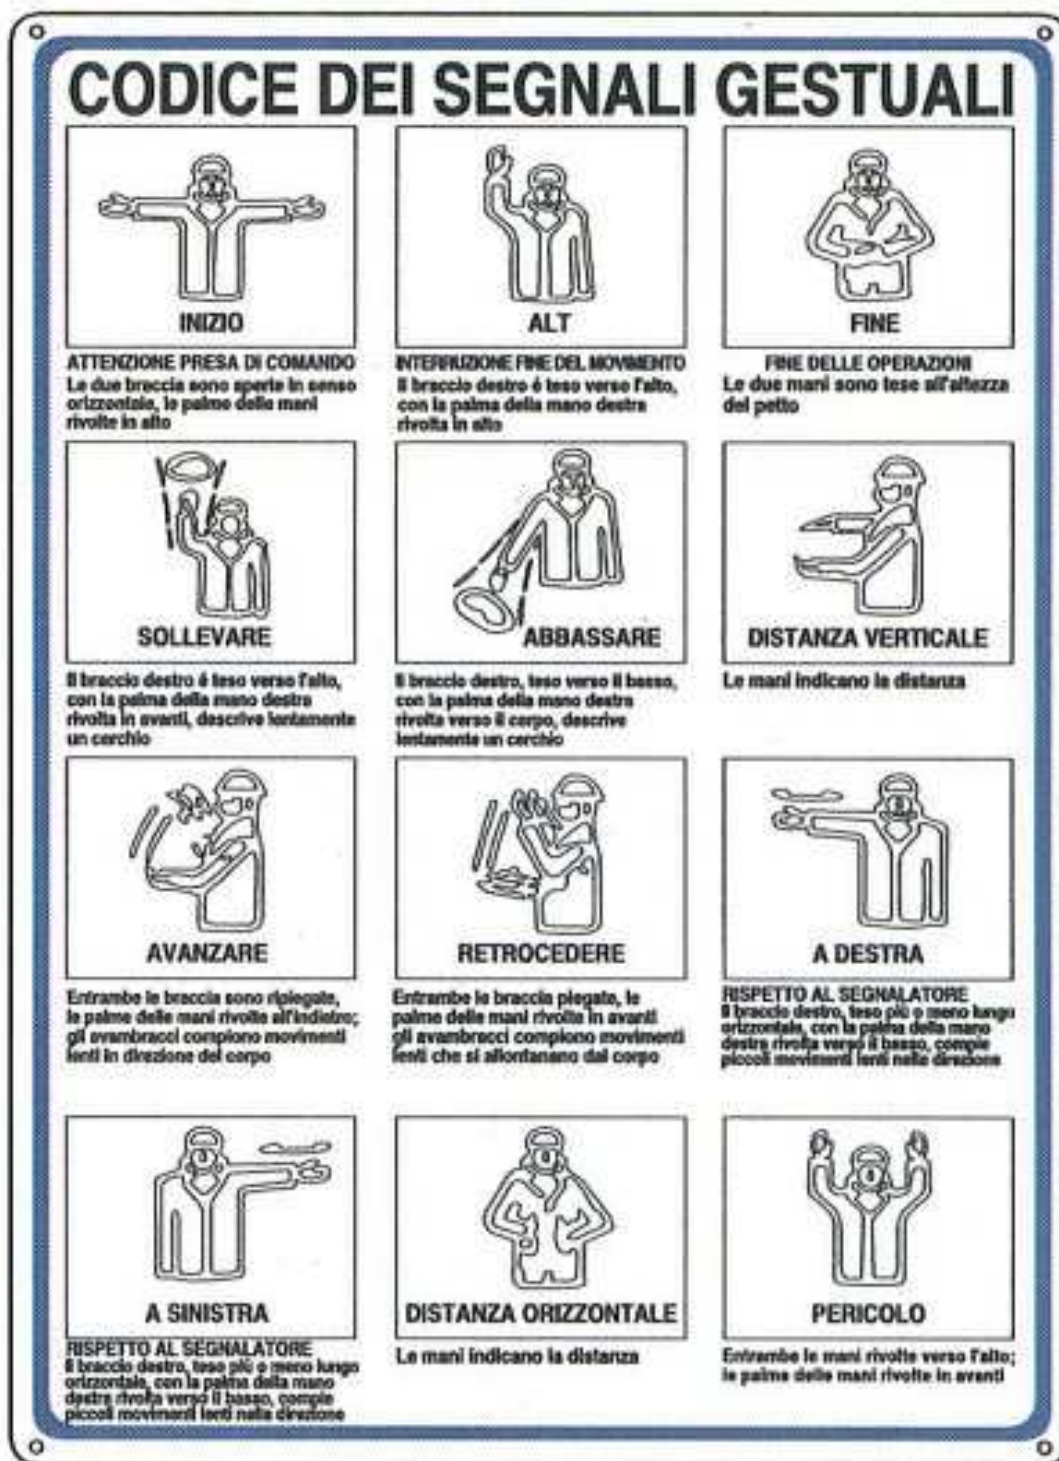 CODICE DEI SEGNALI GESTUALI
INIZIO
ATTENZIONE PRESA DI COMANDO
Le due braccia sono aperte in senso
orizzontale, le palme delle mani
rivolte in alto
ALT
INTERRUZIONE FINE DEL MOVIMENTO
Il braccio destro é teso verso l'alto,
con la palma della mano destra
rivolta in alto
FINE
FINE DELLE OPERAZIONI
Le due mani sono tese all'altezza
del petto
SOLLEVARE
Il braccio destro é teso verso l'alto,
con la palma della mano destra
rivolta in avanti, descrive lentamente
un cerchio
ABBASSARE
Il braccio destro, teso verso il basso,
con la palma della mano destra
rivolta verso il corpo, descrive
lentamente un cerchio
DISTANZA VERTICALE
Le mani indicano la distanza
AVANZARE
Entrambe le braccia sono ripiegate,
le palme delle mani rivolte all'indietro;
gli avambracci compiono movimenti
lenti in direzione del corpo
RETROCEDERE
Entrambe le braccia piegate, le
palme delle mani rivolte in avanti
gli avambracci compiono movimenti
lenti che si allontanano dal corpo
A DESTRA
RISPETTO AL SEGNALATORE
Il braccio destro, teso più o meno lungo
orizzontale, con la palma della mano
destra rivolta verso il basso, compie
piccoli movimenti lenti nella direzione
A SINISTRA
RISPETTO AL SEGNALATORE
Il braccio destro, teso più o meno lungo
orizzontale, con la palma della mano
destra rivolta verso il basso, compie
piccoli movimenti lenti nella direzione
DISTANZA ORIZZONTALE
Le mani indicano la distanza
PERICOLO
Entrambe le mani rivolte verso l'alto;
le palme delle mani rivolte in avanti